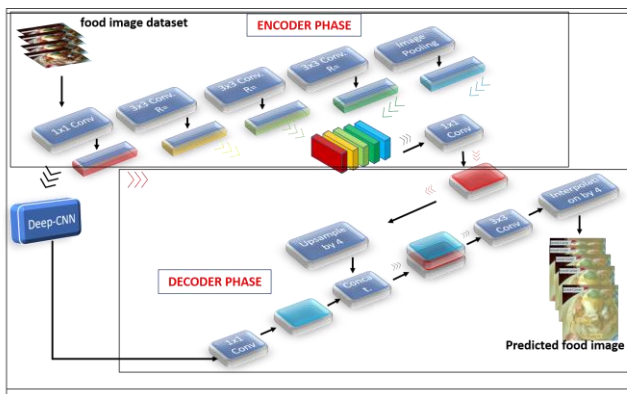 food image dataset
ENCODER PHASE
Image
Pooling
3x3 Conv.
R=
3x3 Conv.
R=
3x3 Conv.
R=
1x1 Conv
1x1
Conv
Deep-CNN
Interpolati
on by 4
3x3
Conv
Upsample
by 4
Conca
t.
DECODER PHASE
1x1
Conv
Predicted food image